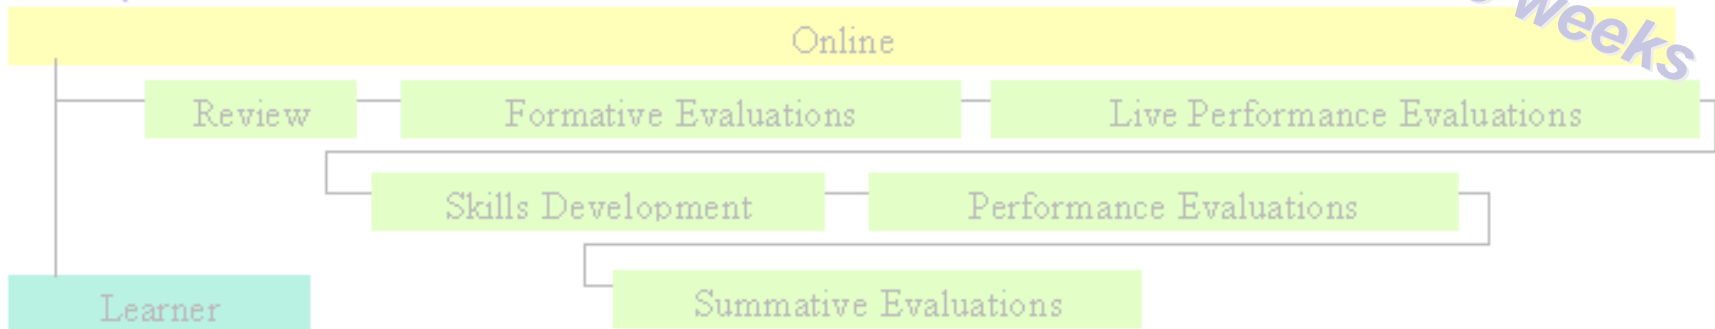 Online
weeks
Review
Formative Evaluations
Live Performance Evaluations
Skills Development
Performance Evaluations
Summative Evaluations
Learner